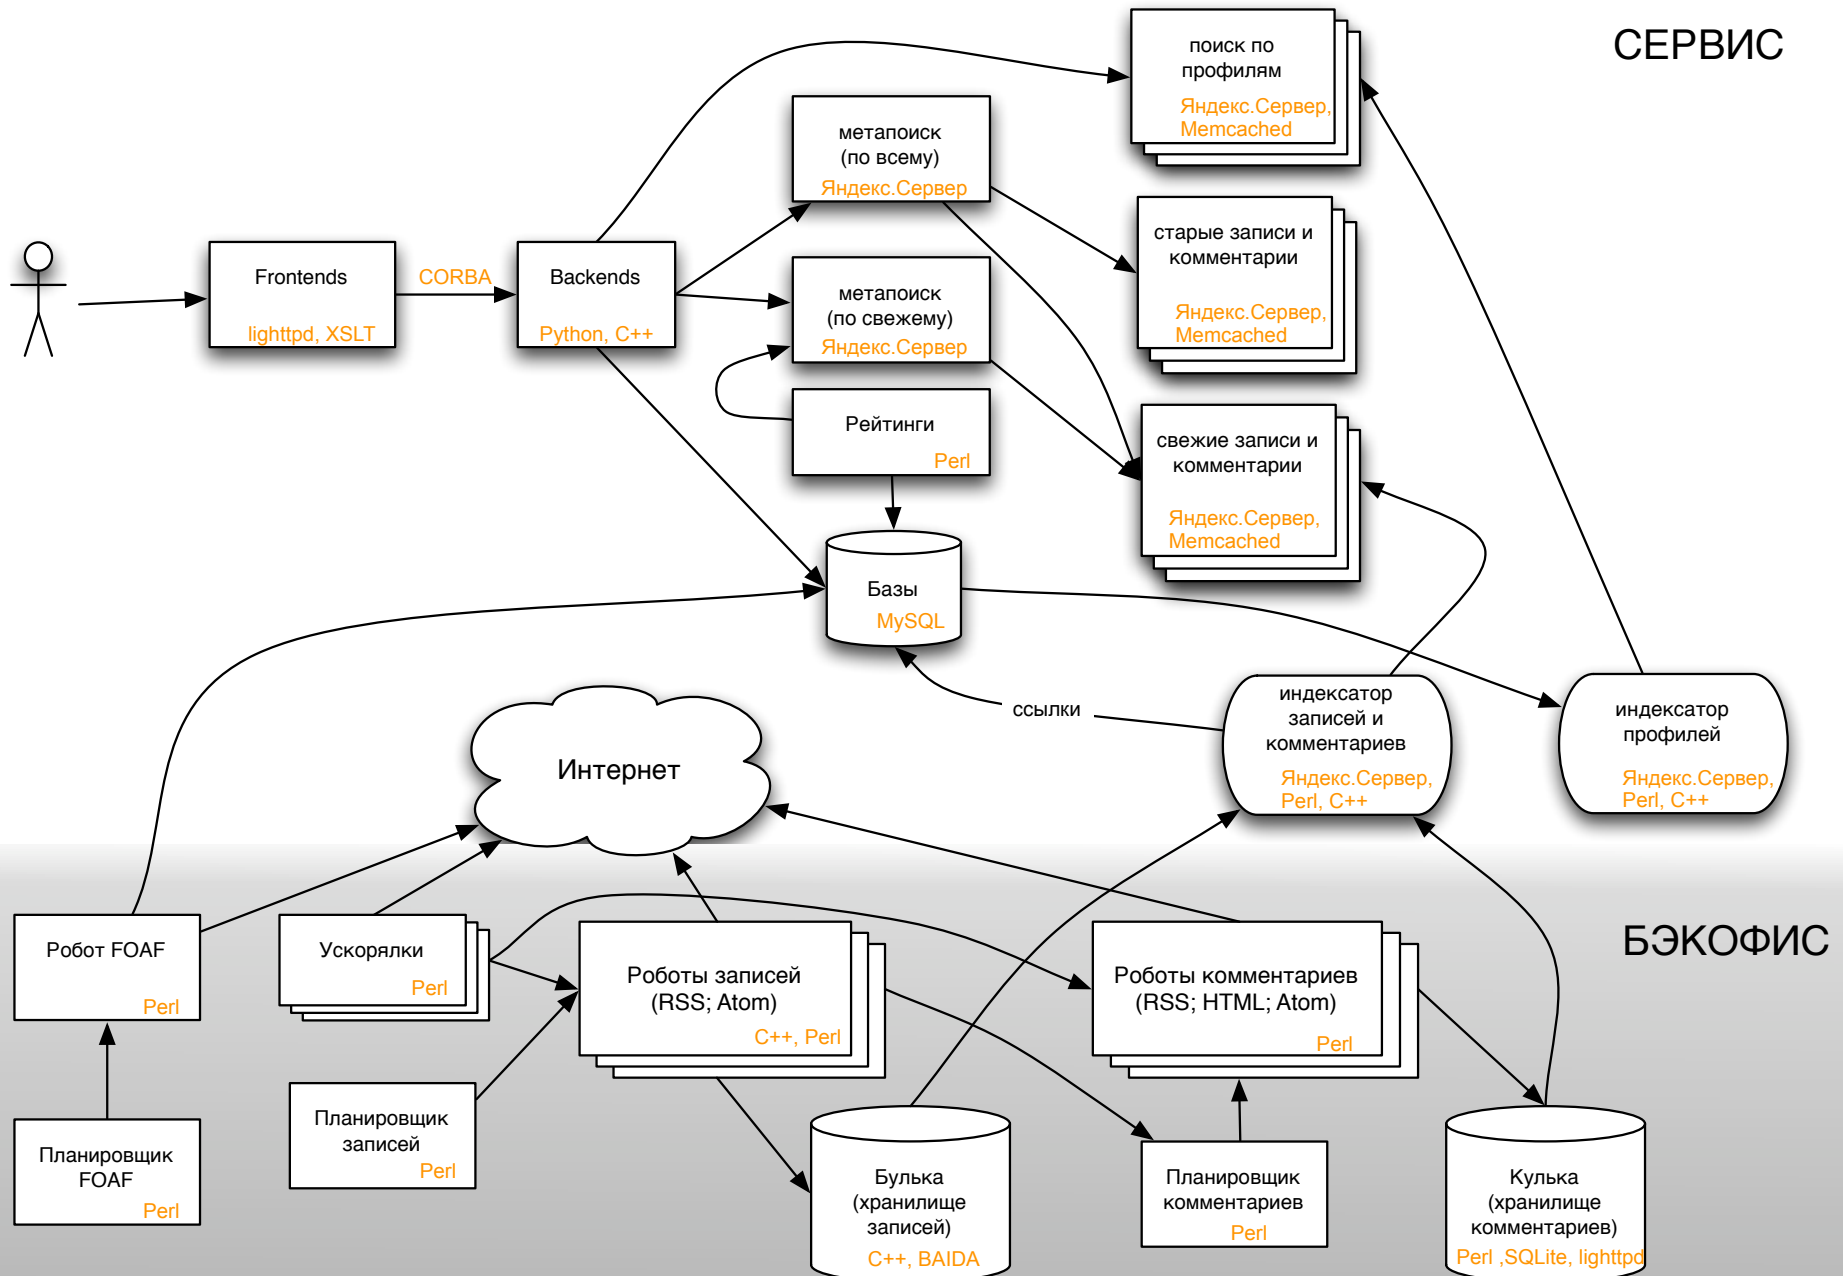 СЕРВИС
поиск по
профилям
Яндекс.Сервер,
Memcached
метапоиск
(по всему)
Яндекс.Сервер
старые записи и
комментарии
Яндекс.Сервер,
Memcached
Frontends
lighttpd, XSLT
CORBA
Backends
Python, C++
метапоиск
(по свежему)
Яндекс.Сервер
Рейтинги
Perl
свежие записи и
комментарии
Яндекс.Сервер,
Memcached
Базы
MySQL
ссылки
индексатор
записей и
комментариев
Яндекс.Сервер,
Perl, C++
индексатор
профилей
Яндекс.Сервер,
Perl, C++
Интернет
БЭКОФИС
Робот FOAF
Perl
Ускорялки
Perl
Роботы записей
(RSS; Atom)
C++, Perl
Роботы комментариев
(RSS; HTML; Atom)
Perl
Планировщик
FOAF
Perl
Планировщик
записей
Perl
Булька
(хранилище
записей)
C++, BAIDA
Планировщик
комментариев
Perl
Кулька
(хранилище
комментариев)
Perl ,SQLite, lighttpd